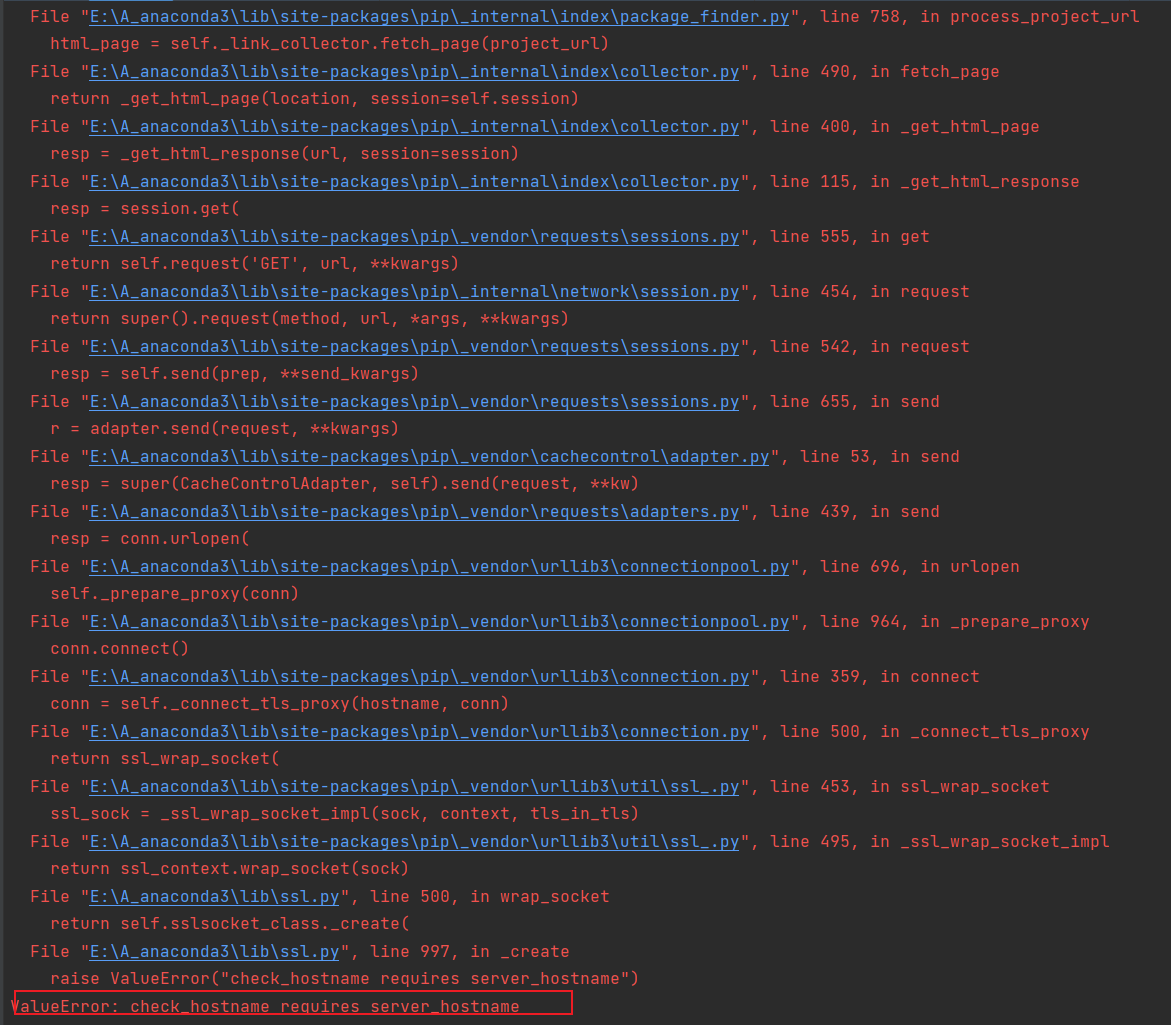 File "E:\A_anaconda3\lib\site-packages\pip\_internal\index\package_finder.py", line 758, in process_project_url
html_page = self._link_collector.fetch_page(project_url)
File "E:\A_anaconda3\lib\site-packages\pip\_internal\index\collector.py", line 490, in fetch_page
return _get_html_page(location, session=self.session)
File "E:\A_anaconda3\lib\site-packages\pip\_internal\index\collector.py", line 400, in _get_html_page
resp = _get_html_response(url, session=session)
File "E:\A_anaconda3\lib\site-packages\pip\_internal\index\collector.py", line 115, in _get_html_response
resp = session.get(
File "E:\A_anaconda3\lib\site-packages\pip\_vendor\requests\sessions.py", line 555, in get
return self.request('GET', url, **kwargs)
File "E:\A_anaconda3\lib\site-packages\pip\_internal\network\session.py", line 454, in request
return super().request(method, url, *args, **kwargs)
File "E:\A_anaconda3\lib\site-packages\pip\_vendor\requests\sessions.py", line 542, in request
resp = self.send(prep, **send_kwargs)
File "E:\A_anaconda3\lib\site-packages\pip\_vendor\requests\sessions.py", line 655, in send
r = adapter.send(request, **kwargs)
File "E:\A_anaconda3\lib\site-packages\pip\_vendor\cachecontrol\adapter.py", line 53, in send
resp = super(CacheControlAdapter, self).send(request, **kw)
File "E:\A_anaconda3\lib\site-packages\pip\_vendor\requests\adapters.py", line 439, in send
resp = conn.urlopen(
File "E:\A_anaconda3\lib\site-packages\pip\_vendor\urllib3\connectionpool.py", line 696, in urlopen
self._prepare_proxy(conn)
File "E:\A_anaconda3\lib\site-packages\pip\_vendor\urllib3\connectionpool.py", line 964, in _prepare_proxy
conn.connect()
File "E:\A_anaconda3\lib\site-packages\pip\_vendor\urllib3\connection.py", line 359, in connect
conn = self._connect_tls_proxy(hostname, conn)
File "E:\A_anaconda3\lib\site-packages\pip\_vendor\urllib3\connection.py", line 500, in _connect_tls_proxy
return ssl_wrap_socket(
File "E:\A_anaconda3\lib\site-packages\pip\_vendor\urllib3\util\ssl_.py", line 453, in ssl_wrap_socket
ssl_sock = _ssl_wrap_socket_impl(sock, context, tls_in_tls)
File "E:\A_anaconda3\lib\site-packages\pip\_vendor\urllib3\util\ssl_.py", line 495, in _ssl_wrap_socket_impl
return ssl_context.wrap_socket(sock)
File "E:\A_anaconda3\lib\ssl.py", line 500, in wrap_socket
return self.sslsocket_class._create(
File "E:\A_anaconda3\lib\ssl.py", line 997, in _create
raise ValueError("check_hostname requires server_hostname")
ValueError: check_hostname requires server_hostname